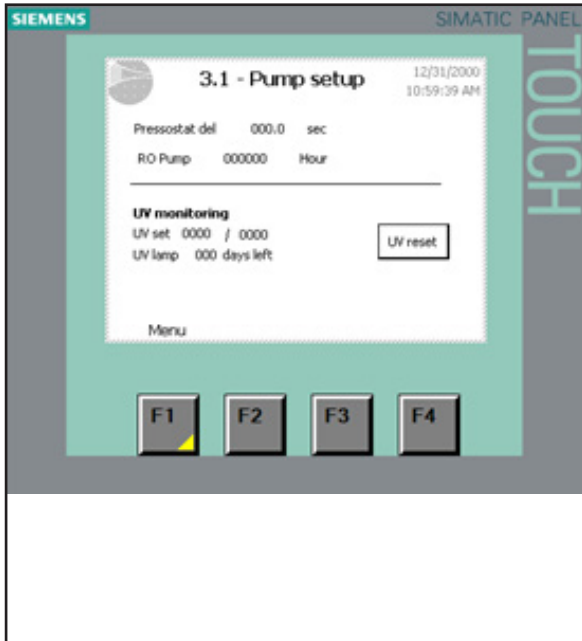 SIEMENS SIMATIC PANEL
TOUCH
3.1 - Pump setup 12/31/2000
10:59:39 AM
Pressostat del 000.0 sec
RO Pump 000000 Hour
UV monitoring
UV set 0000 / 0000
UV lamp 000 days left
UV reset
Menu
F1 F2 F3 F4